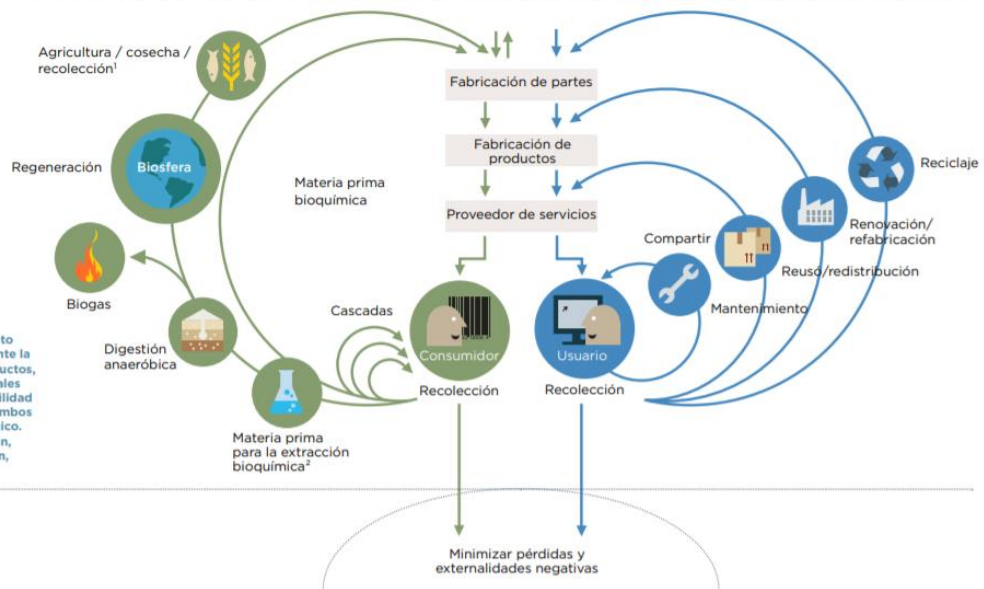 Agricultura / cosecha /
recolección¹
Regeneración
Biosfera
Biogas
Digestión
anaeróbica
Materia prima
para la extracción
bioquímica²
Materia prima
bioquímica
Cascadas
Fabricación de partes
Fabricación de
productos
Proveedor de servicios
Consumidor
Recolección
Usuario
Recolección
Compartir
Mantenimiento
Reuso/redistribución
Renovación/
refabricación
Reciclaje
Minimizar pérdidas y
externalidades negativas